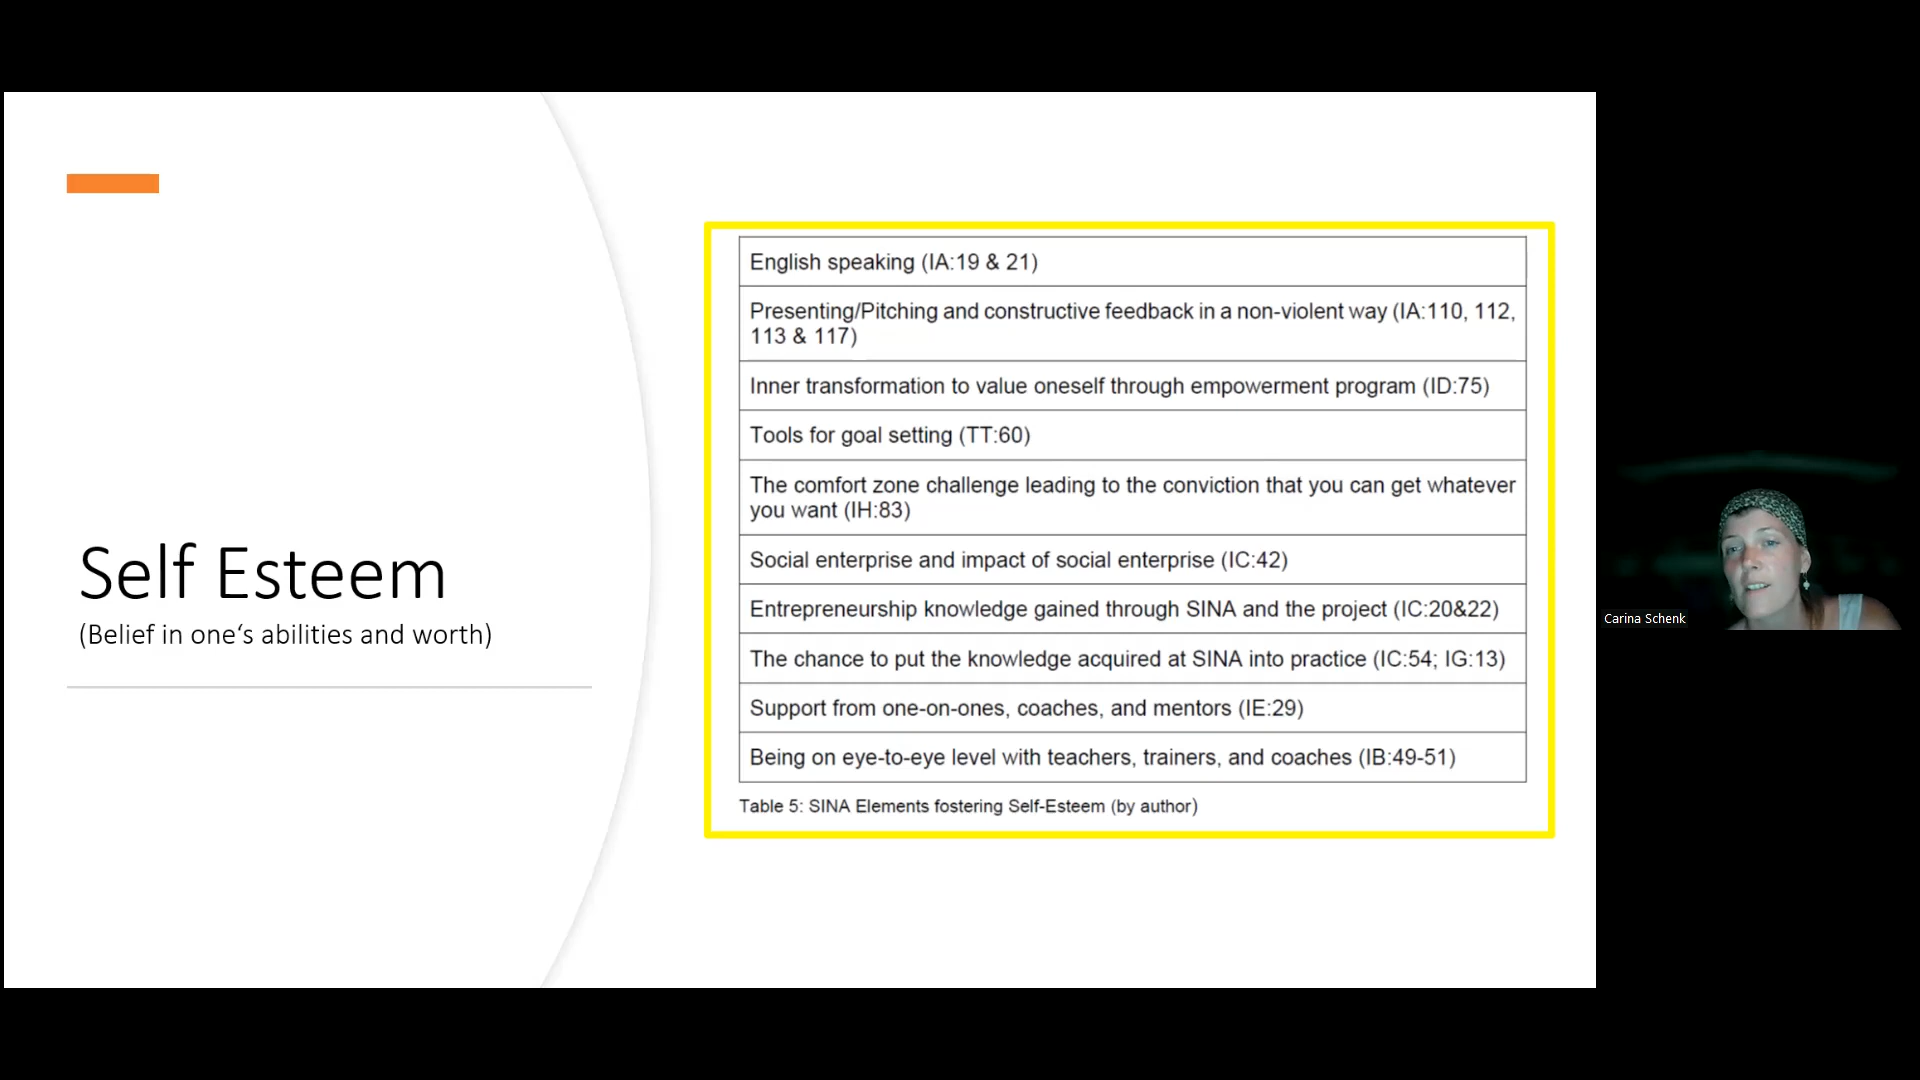 Self Esteem
(Belief in one‘s abilities and worth)
English speaking (IA:19 & 21)
Presenting/Pitching and constructive feedback in a non-violent way (IA:110, 112,
113 & 117)
Inner transformation to value oneself through empowerment program (ID:75)
Tools for goal setting (TT:60)
The comfort zone challenge leading to the conviction that you can get whatever
you want (IH:83)
Social enterprise and impact of social enterprise (IC:42)
Entrepreneurship knowledge gained through SINA and the project (IC:20&22)
The chance to put the knowledge acquired at SINA into practice (IC:54; IG:13)
Support from one-on-ones, coaches, and mentors (IE:29)
Being on eye-to-eye level with teachers, trainers, and coaches (IB:49-51)
Table 5: SINA Elements fostering Self-Esteem (by author)
Carina Schenk